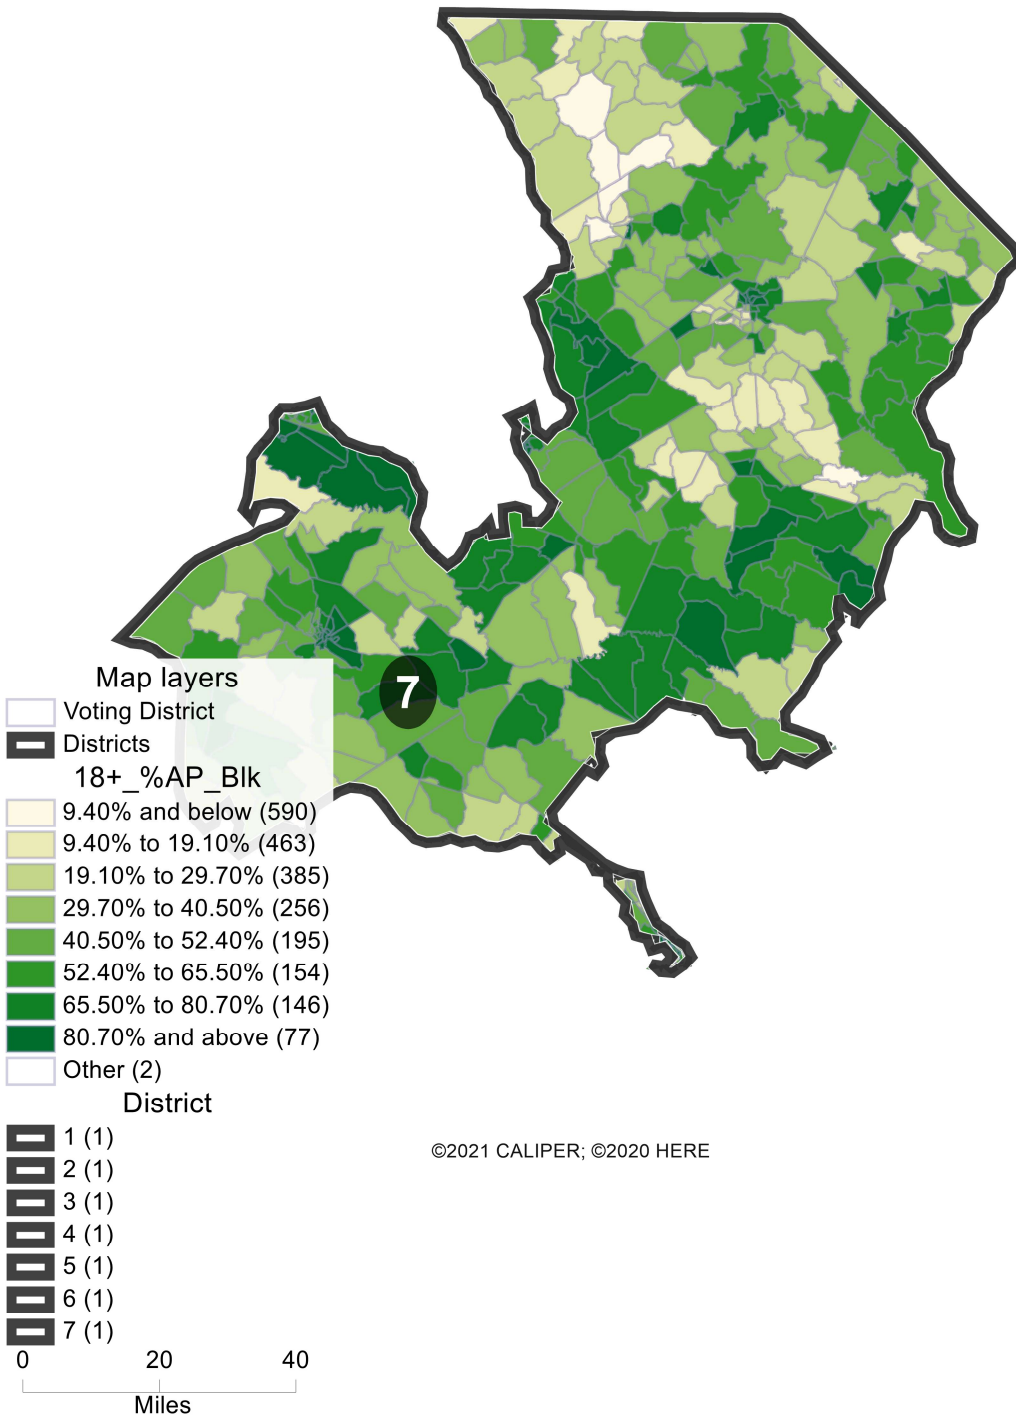 7
Map layers
Voting District
Districts
18+_%AP_Blk
9.40% and below (590)
9.40% to 19.10% (463)
19.10% to 29.70% (385)
29.70% to 40.50% (256)
40.50% to 52.40% (195)
52.40% to 65.50% (154)
65.50% to 80.70% (146)
80.70% and above (77)
Other (2)
District
1 (1)
2 (1)
3 (1)
4 (1)
5 (1)
6 (1)
7 (1)
0 20 40
Miles
©2021 CALIPER; ©2020 HERE